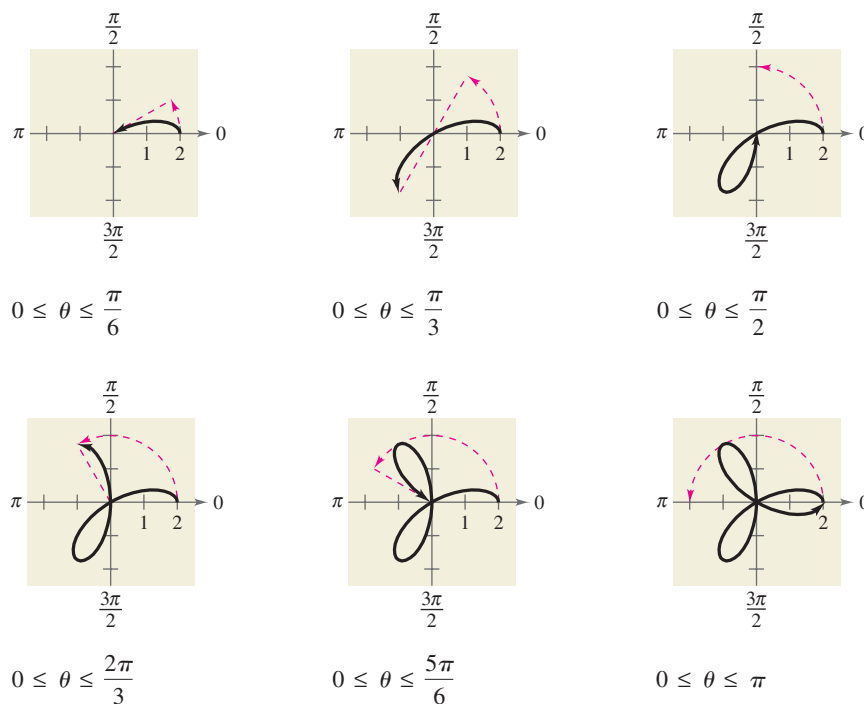 π/2
π 1 2 0
3π/2
0 ≤ θ ≤ π/6
π/2
π 1 2 0
3π/2
0 ≤ θ ≤ π/3
π/2
π 1 2 0
3π/2
0 ≤ θ ≤ π/2
π/2
π 1 2 0
3π/2
0 ≤ θ ≤ 2π/3
π/2
π 1 2 0
3π/2
0 ≤ θ ≤ 5π/6
π/2
π 2 0
3π/2
0 ≤ θ ≤ π